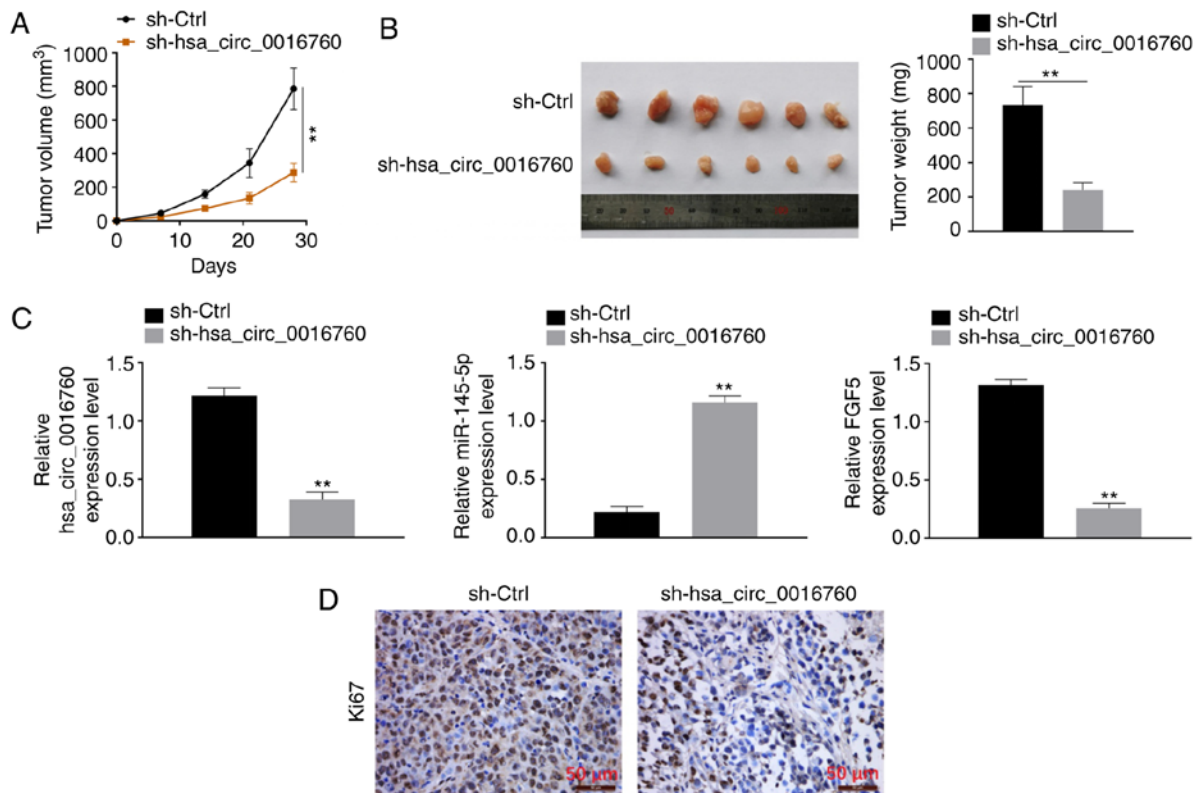 A
sh-Ctrl
sh-hsa_circ_0016760
Tumor volume (mm³)
1000
800
600
400
200
0
**
0
10
20
30
Days
B
sh-Ctrl
sh-hsa_circ_0016760
sh-Ctrl
sh-hsa_circ_0016760
Tumor weight (mg)
1000
800
600
400
200
0
**
C
sh-Ctrl
sh-hsa_circ_0016760
Relative
hsa_circ_0016760
expression level
1.5
1.0
0.5
0.0
**
sh-Ctrl
sh-hsa_circ_0016760
Relative miR-145-5p
expression level
1.5
1.0
0.5
0.0
**
sh-Ctrl
sh-hsa_circ_0016760
Relative FGF5
expression level
1.5
1.0
0.5
0.0
**
D
sh-Ctrl
sh-hsa_circ_0016760
Ki67
50 μm
50 μm